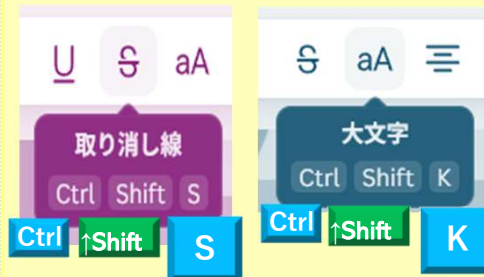 U S aA
取り消し線
Ctrl Shift S
Ctrl ↑Shift S
S aA
大文字
Ctrl Shift K
Ctrl ↑Shift K